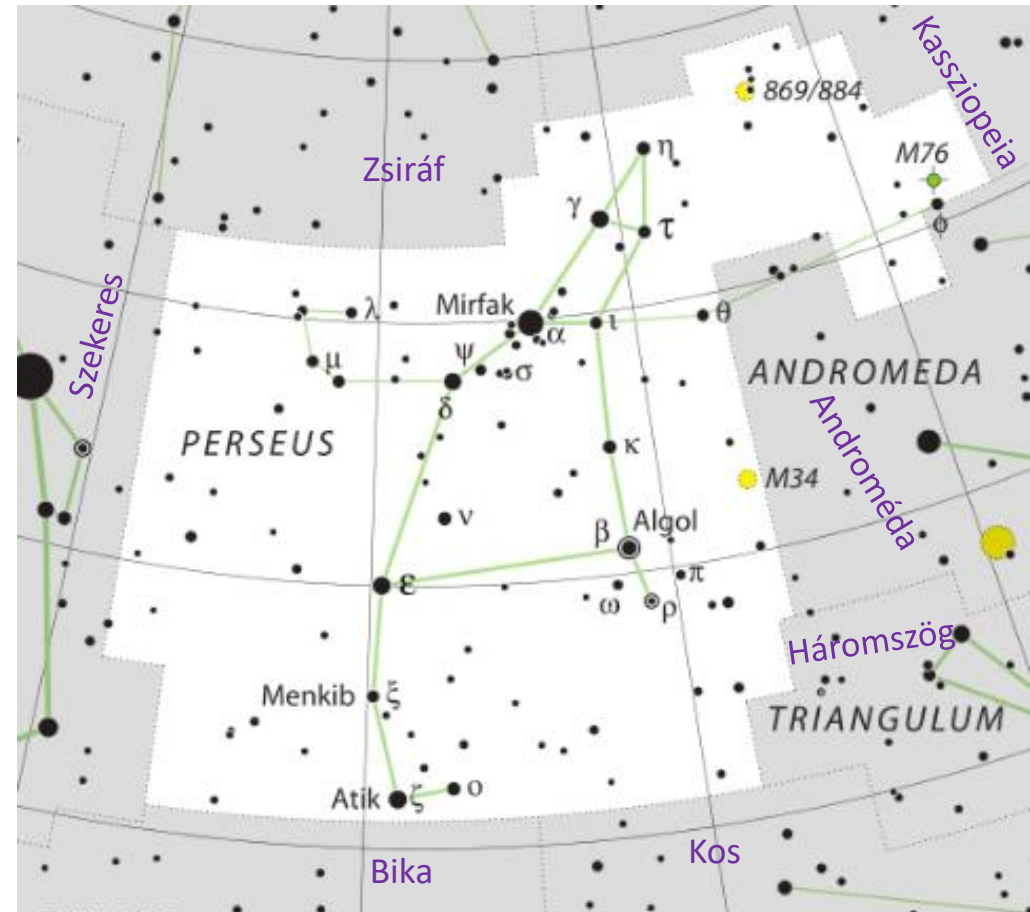 Kassziopeia
869/884
M76
η
Zsiráf
γ
τ
ϕ
Szekeres
Mirfak
λ
α
ι
θ
μ
ψ
σ
ANDROMEDA
δ
Androméda
PERSEUS
κ
M34
ν
β
Algol
ε
π
ω
ρ
Háromszög
Menkib
ξ
TRIANGULUM
Atik
ζ
ο
Bika
Kos